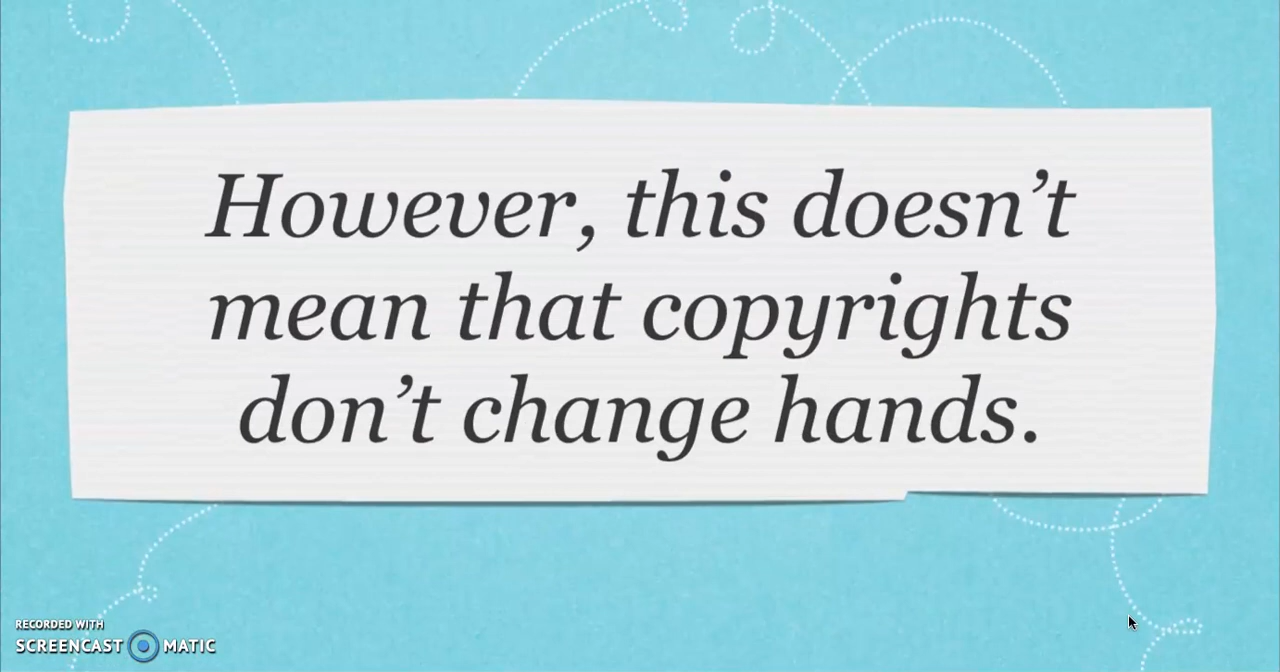 However, this doesn’t
mean that copyrights
don’t change hands.
RECORDED WITH
SCREENCAST MATIC